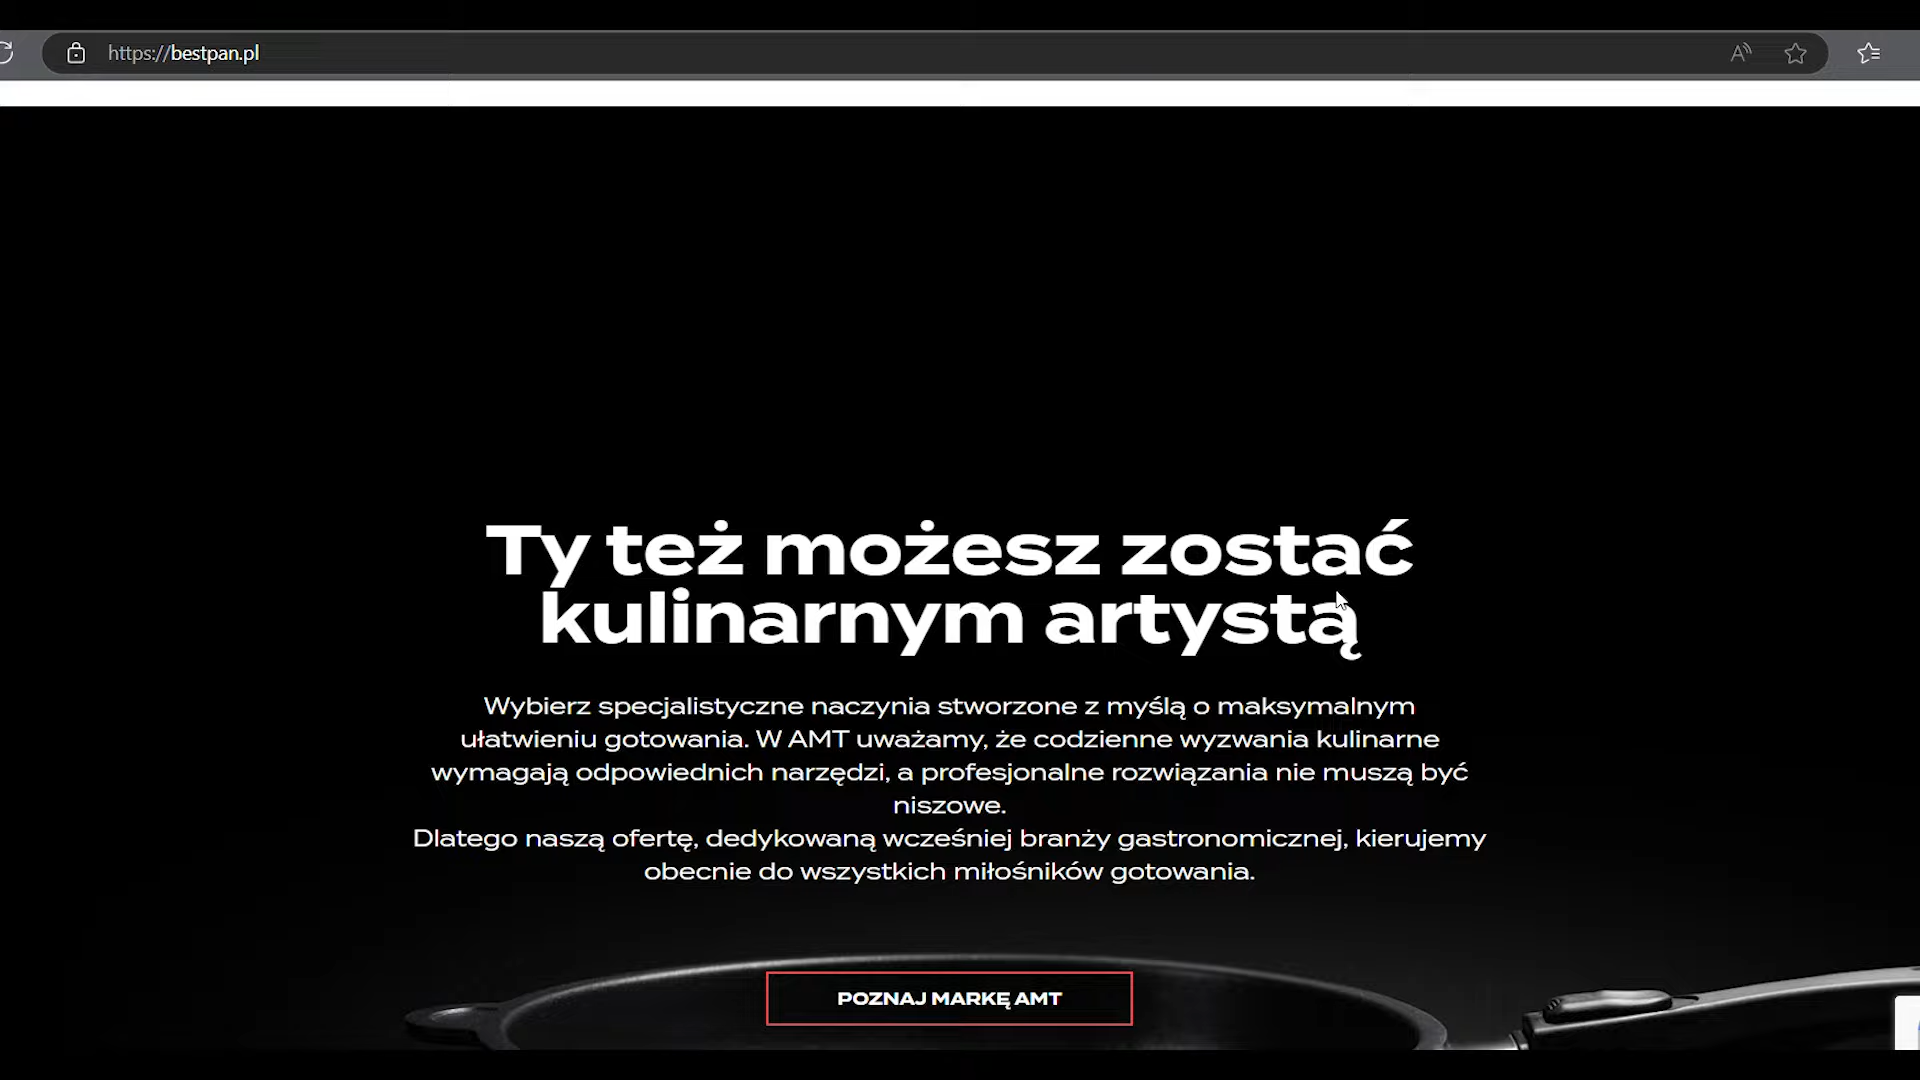 https://bestpan.pl
Ty też możesz zostać
kulinarnym artystą
Wybierz specjalistyczne naczynia stworzone z myślą o maksymalnym
ułatwieniu gotowania. W AMT uważamy, że codzienne wyzwania kulinarne
wymagają odpowiednich narzędzi, a profesjonalne rozwiązania nie muszą być
niszowe.
Dlatego naszą ofertę, dedykowaną wcześniej branży gastronomicznej, kierujemy
obecnie do wszystkich miłośników gotowania.
POZNAJ MARKĘ AMT